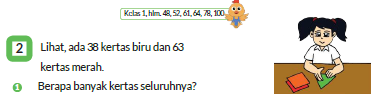 Kelas 1, hlm. 48, 52, 61, 64, 78, 100.
2 Lihat, ada 38 kertas biru dan 63
kertas merah.
1 Berapa banyak kertas seluruhnya?